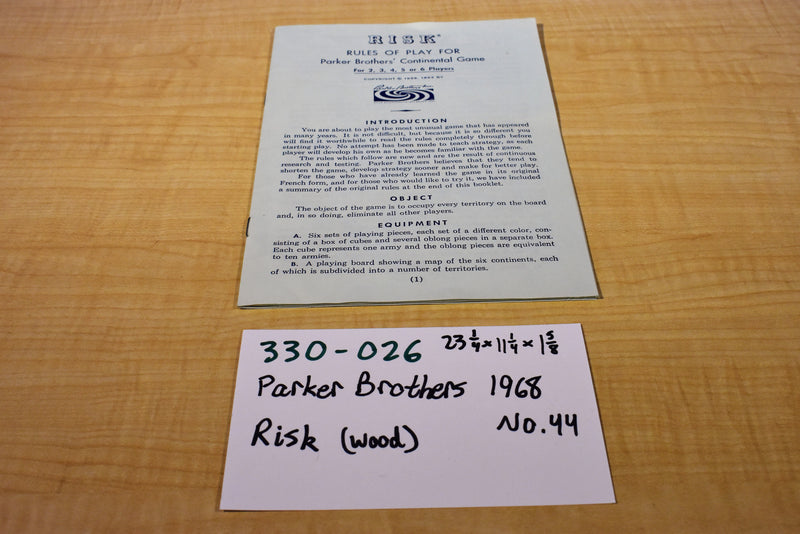 RISK®
RULES OF PLAY FOR
Parker Brothers' Continental Game
For 2, 3, 4, 5 or 6 Players
COPYRIGHT © 1959, 1963 BY
Parker Brothers Inc
INTRODUCTION
You are about to play the most unusual game that has appeared
in many years. It is not difficult, but because it is so different you
will find it worthwhile to read the rules completely through before
starting play. No attempt has been made to teach strategy, as each
player will develop his own as he becomes familiar with the game.
The rules which follow are new and are the result of continuous
research and testing. Parker Brothers believes that they tend to
shorten the game, develop strategy sooner and make for better play.
For those who have already learned the game in its original
French form, and for those who would like to try it, we have included
a summary of the original rules at the end of this booklet.
OBJECT
The object of the game is to occupy every territory on the board
and, in so doing, eliminate all other players.
EQUIPMENT
A. Six sets of playing pieces, each set of a different color, con-
sisting of a box of cubes and several oblong pieces in a separate box.
Each cube represents one army and the oblong pieces are equivalent
to ten armies.
B. A playing board showing a map of the six continents, each
of which is subdivided into a number of territories.
(1)
330-026 23 1/4 x 11 1/4 x 1 5/8
Parker Brothers 1968
Risk (wood) No. 44